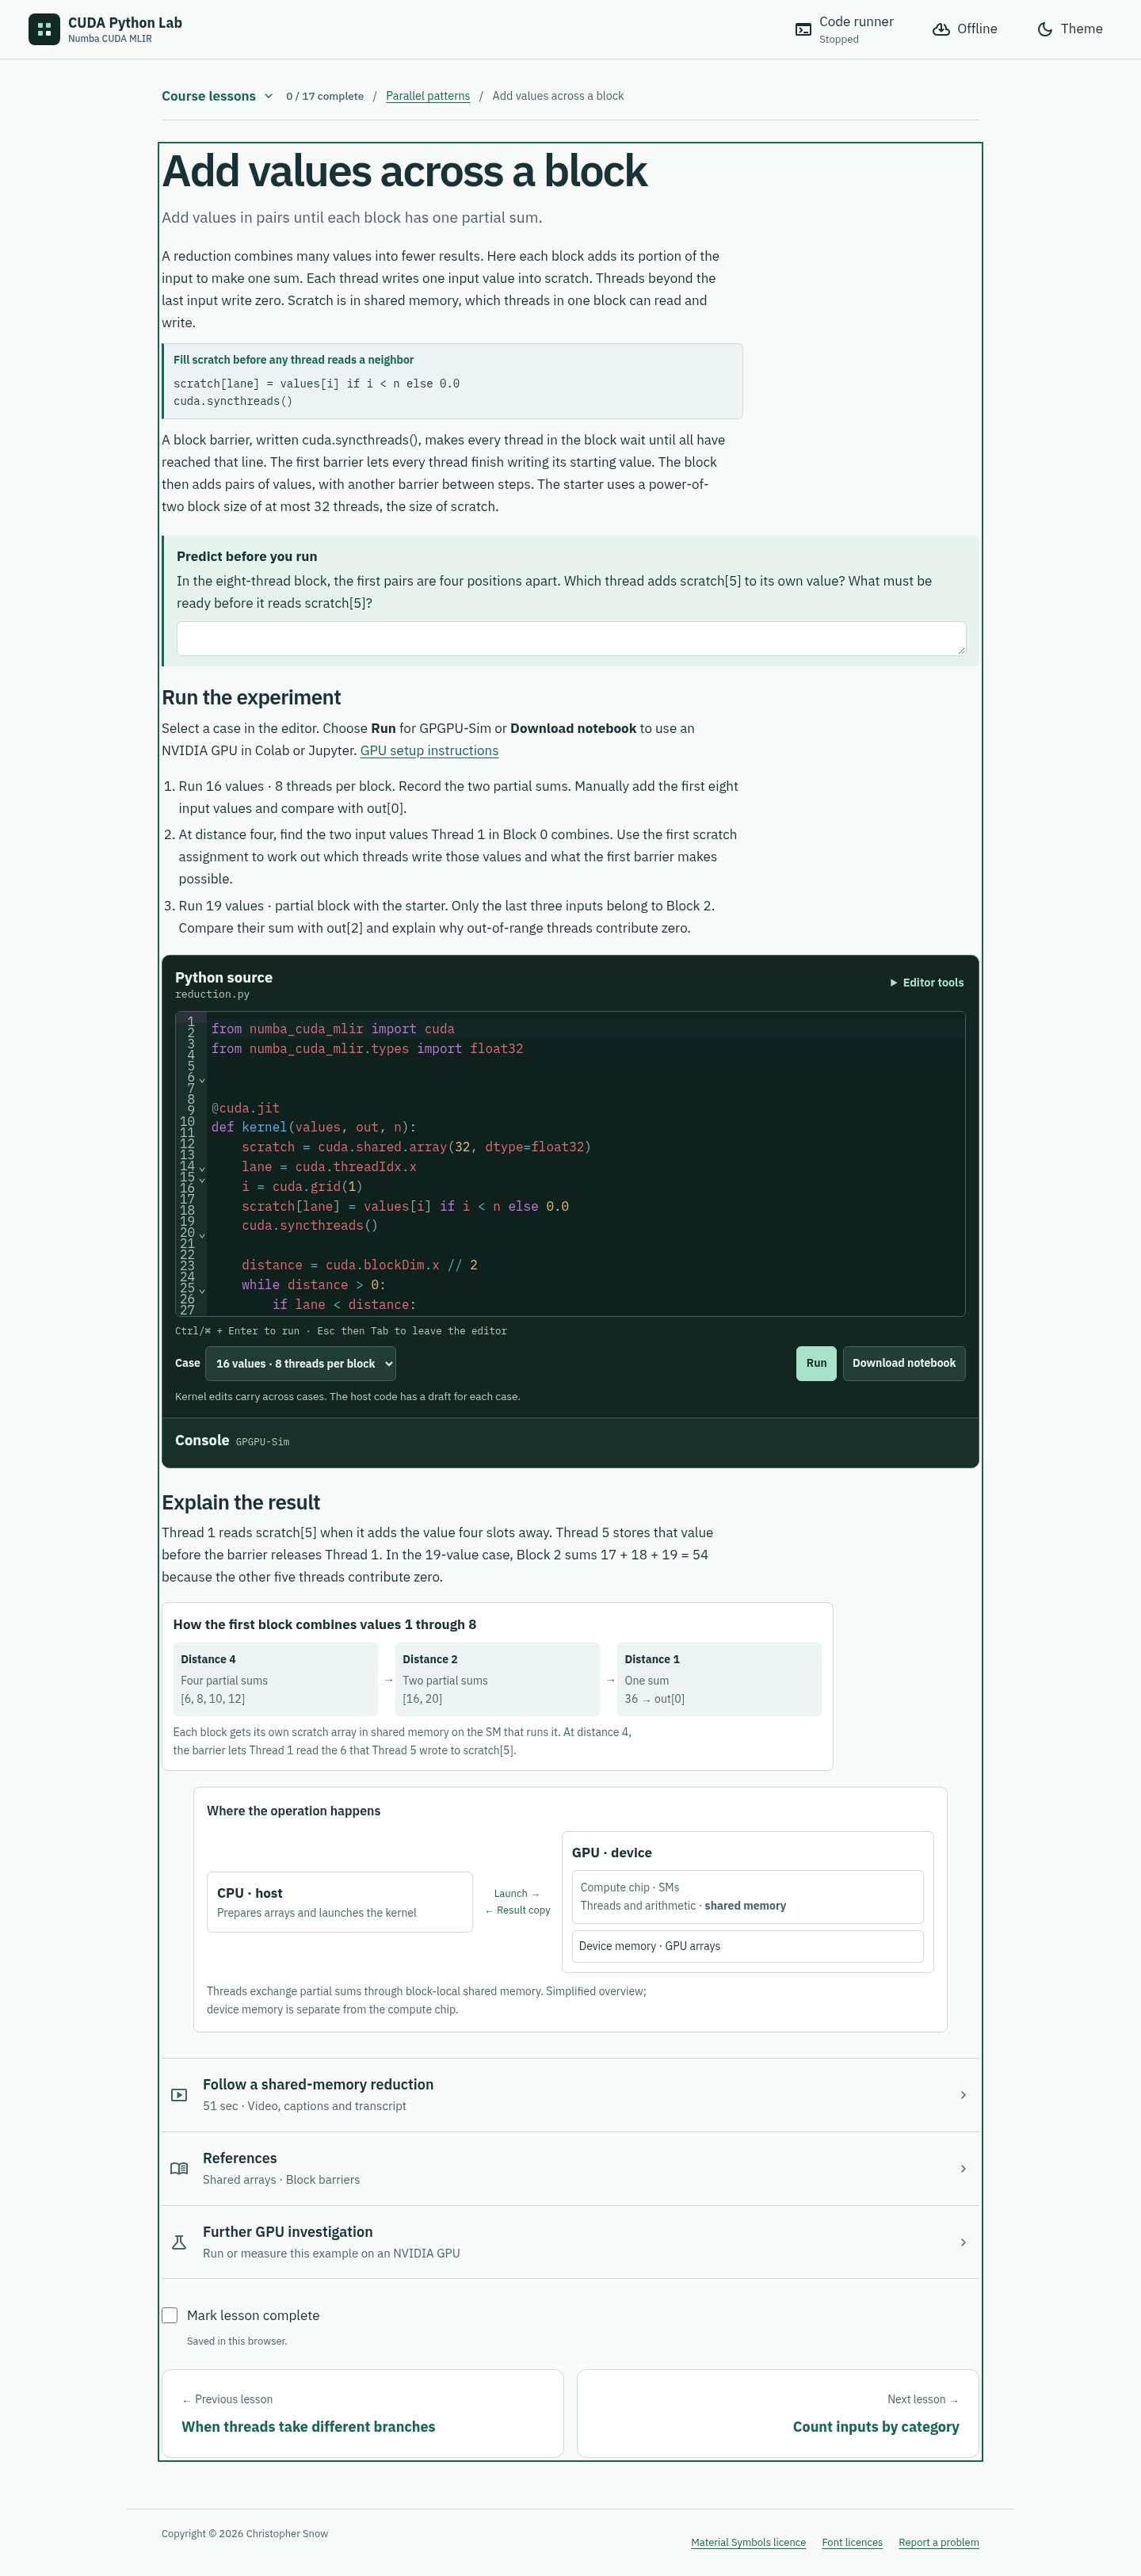 CUDA Python Lab
Numba CUDA MLIR
Code runner
Stopped
Offline
Theme
Course lessons 0 / 17 complete / Parallel patterns / Add values across a block
Add values across a block
Add values in pairs until each block has one partial sum.
A reduction combines many values into fewer results. Here each block adds its portion of the
input to make one sum. Each thread writes one input value into scratch. Threads beyond the
last input write zero. Scratch is in shared memory, which threads in one block can read and
write.
Fill scratch before any thread reads a neighbor
scratch[lane] = values[i] if i < n else 0.0
cuda.syncthreads()
A block barrier, written cuda.syncthreads(), makes every thread in the block wait until all have
reached that line. The first barrier lets every thread finish writing its starting value. The block
then adds pairs of values, with another barrier between steps. The starter uses a power-of-
two block size of at most 32 threads, the size of scratch.
Predict before you run
In the eight-thread block, the first pairs are four positions apart. Which thread adds scratch[5] to its own value? What must be
ready before it reads scratch[5]?
Run the experiment
Select a case in the editor. Choose Run for GPGPU-Sim or Download notebook to use an
NVIDIA GPU in Colab or Jupyter. GPU setup instructions
1. Run 16 values · 8 threads per block. Record the two partial sums. Manually add the first eight
input values and compare with out[0].
2. At distance four, find the two input values Thread 1 in Block 0 combines. Use the first scratch
assignment to work out which threads write those values and what the first barrier makes
possible.
3. Run 19 values · partial block with the starter. Only the last three inputs belong to Block 2.
Compare their sum with out[2] and explain why out-of-range threads contribute zero.
Python source
reduction.py
▶ Editor tools
1
2
3
4
5
6
7
8
9
10
11
12
13
14
15
16
17
18
19
20
21
22
23
24
25
26
27
from numba_cuda_mlir import cuda
from numba_cuda_mlir.types import float32
@cuda.jit
def kernel(values, out, n):
    scratch = cuda.shared.array(32, dtype=float32)
    lane = cuda.threadIdx.x
    i = cuda.grid(1)
    scratch[lane] = values[i] if i < n else 0.0
    cuda.syncthreads()
    distance = cuda.blockDim.x // 2
    while distance > 0:
        if lane < distance:
Ctrl/⌘ + Enter to run · Esc then Tab to leave the editor
Case 16 values · 8 threads per block
Run
Download notebook
Kernel edits carry across cases. The host code has a draft for each case.
Console GPGPU-Sim
Explain the result
Thread 1 reads scratch[5] when it adds the value four slots away. Thread 5 stores that value
before the barrier releases Thread 1. In the 19-value case, Block 2 sums 17 + 18 + 19 = 54
because the other five threads contribute zero.
How the first block combines values 1 through 8
Distance 4
Four partial sums
[6, 8, 10, 12]
→
Distance 2
Two partial sums
[16, 20]
→
Distance 1
One sum
36 → out[0]
Each block gets its own scratch array in shared memory on the SM that runs it. At distance 4,
the barrier lets Thread 1 read the 6 that Thread 5 wrote to scratch[5].
Where the operation happens
CPU · host
Prepares arrays and launches the kernel
Launch →
← Result copy
GPU · device
Compute chip · SMs
Threads and arithmetic · shared memory
Device memory · GPU arrays
Threads exchange partial sums through block-local shared memory. Simplified overview;
device memory is separate from the compute chip.
Follow a shared-memory reduction
51 sec · Video, captions and transcript
References
Shared arrays · Block barriers
Further GPU investigation
Run or measure this example on an NVIDIA GPU
Mark lesson complete
Saved in this browser.
← Previous lesson
When threads take different branches
Next lesson →
Count inputs by category
Copyright © 2026 Christopher Snow
Material Symbols licence
Font licences
Report a problem